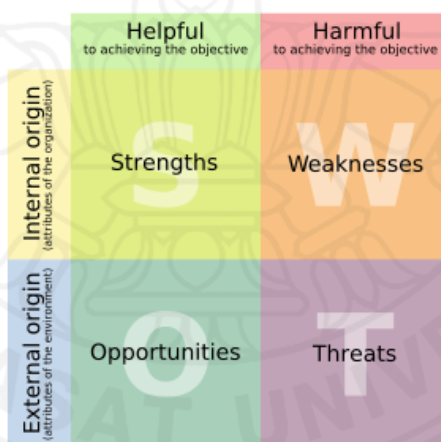 Helpful
to achieving the objective
Harmful
to achieving the objective
Internal origin
(attributes of the organization)
S
Strengths
W
Weaknesses
External origin
(attributes of the environment)
O
Opportunities
T
Threats